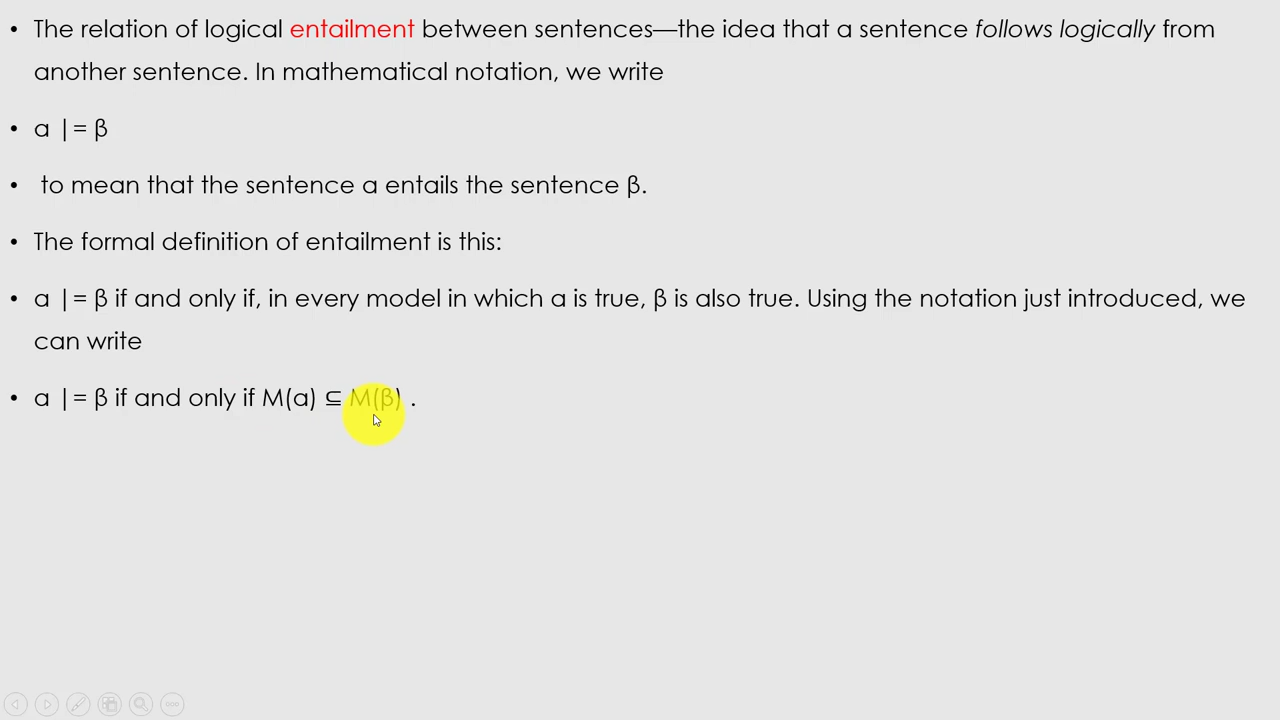 • The relation of logical entailment between sentences—the idea that a sentence follows logically from
another sentence. In mathematical notation, we write
• α |= β
• to mean that the sentence α entails the sentence β.
• The formal definition of entailment is this:
• α |= β if and only if, in every model in which α is true, β is also true. Using the notation just introduced, we
can write
• α |= β if and only if M(α) ⊆ M(β) .